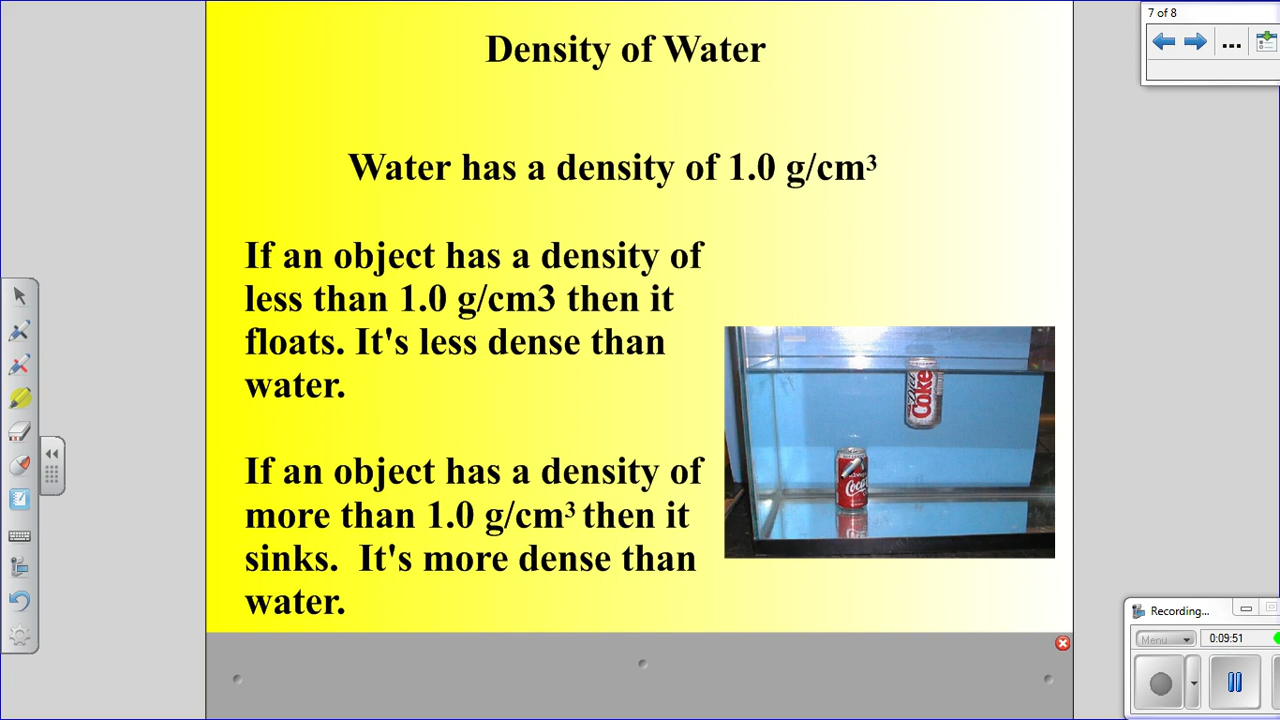 Density of Water
7 of 8
Water has a density of 1.0 g/cm³
If an object has a density of
less than 1.0 g/cm3 then it
floats. It's less dense than
water.
Coke
Coca
If an object has a density of
more than 1.0 g/cm³ then it
sinks.  It's more dense than
water.
Recording...
Menu
0:09:51